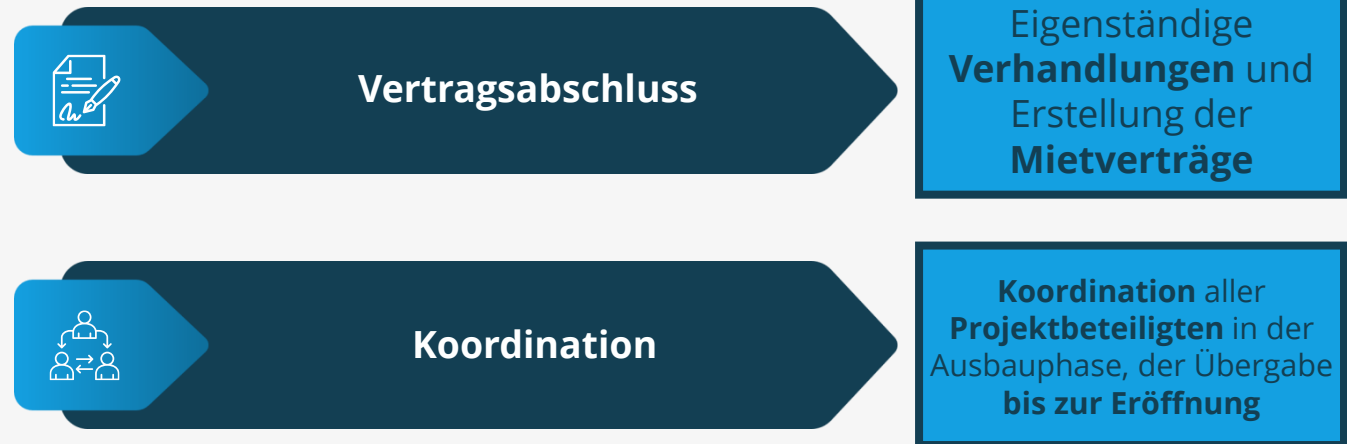 Vertragsabschluss
Eigenständige
Verhandlungen und
Erstellung der
Mietverträge
Koordination
Koordination aller
Projektbeteiligten in der
Ausbauphase, der Übergabe
bis zur Eröffnung